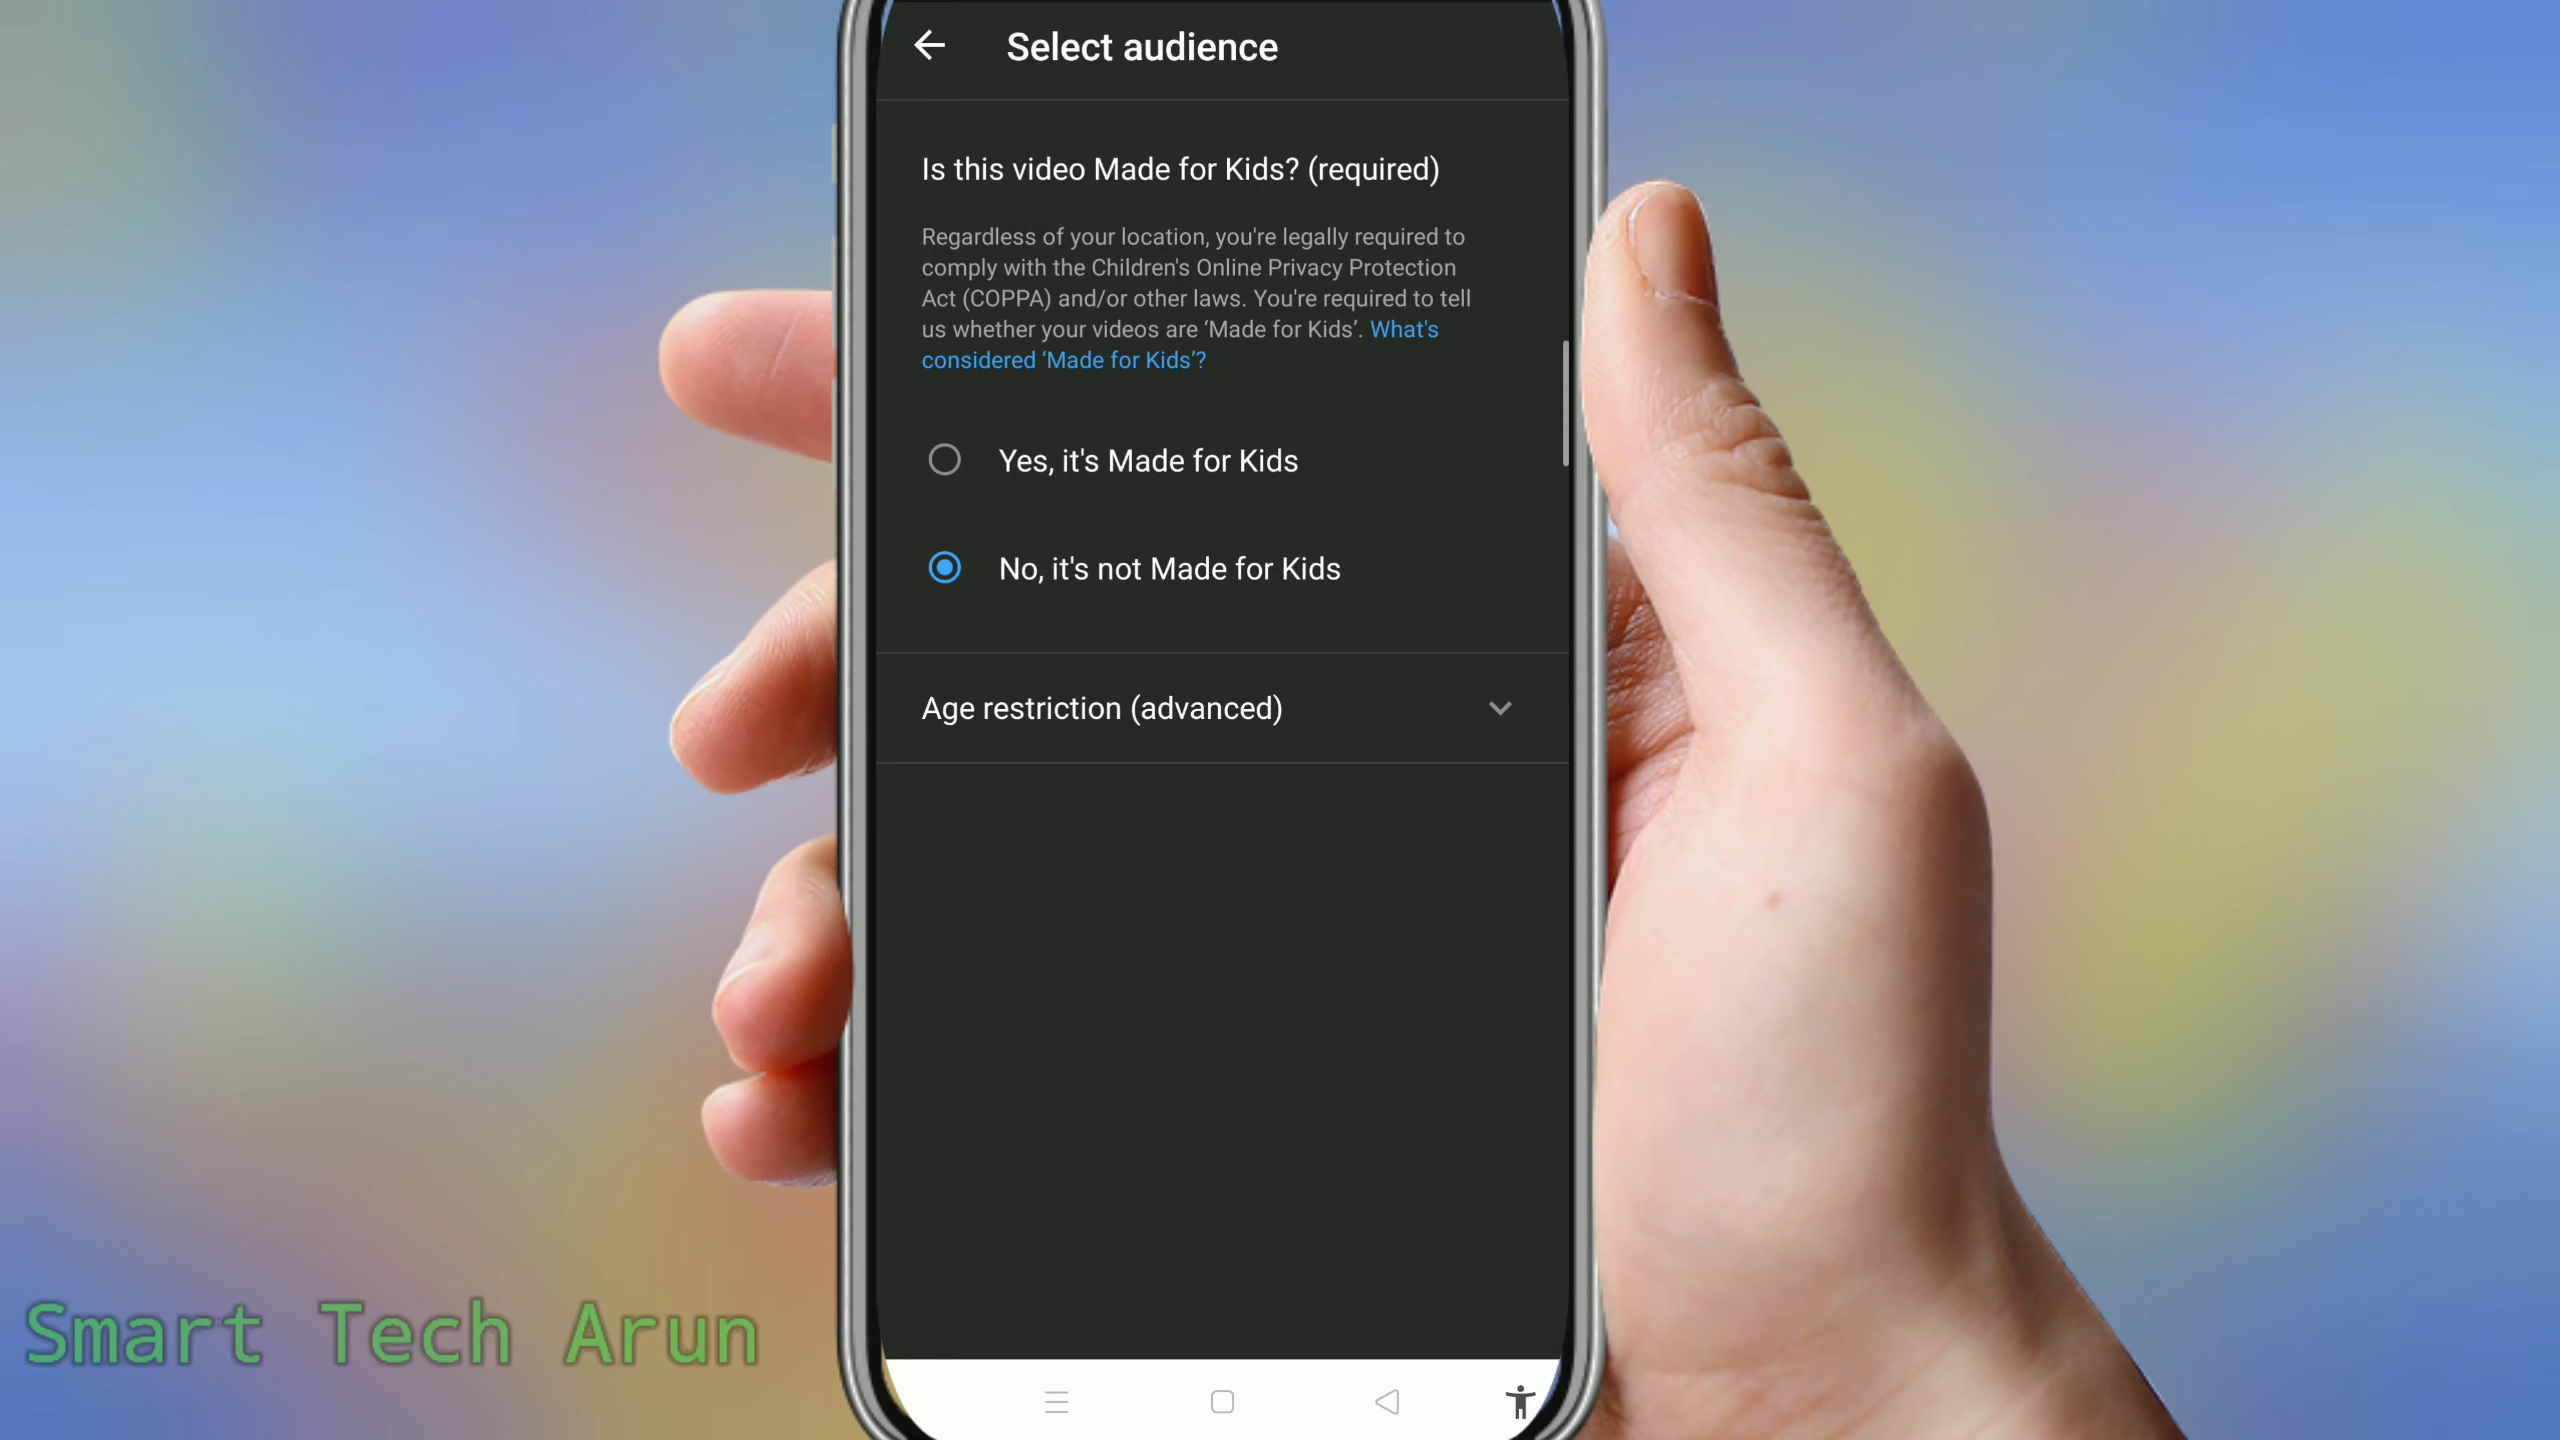 Select audience
Is this video Made for Kids? (required)
Regardless of your location, you're legally required to
comply with the Children's Online Privacy Protection
Act (COPPA) and/or other laws. You're required to tell
us whether your videos are ‘Made for Kids’. What's
considered ‘Made for Kids’?
Yes, it's Made for Kids
No, it's not Made for Kids
Age restriction (advanced)
Smart Tech Arun